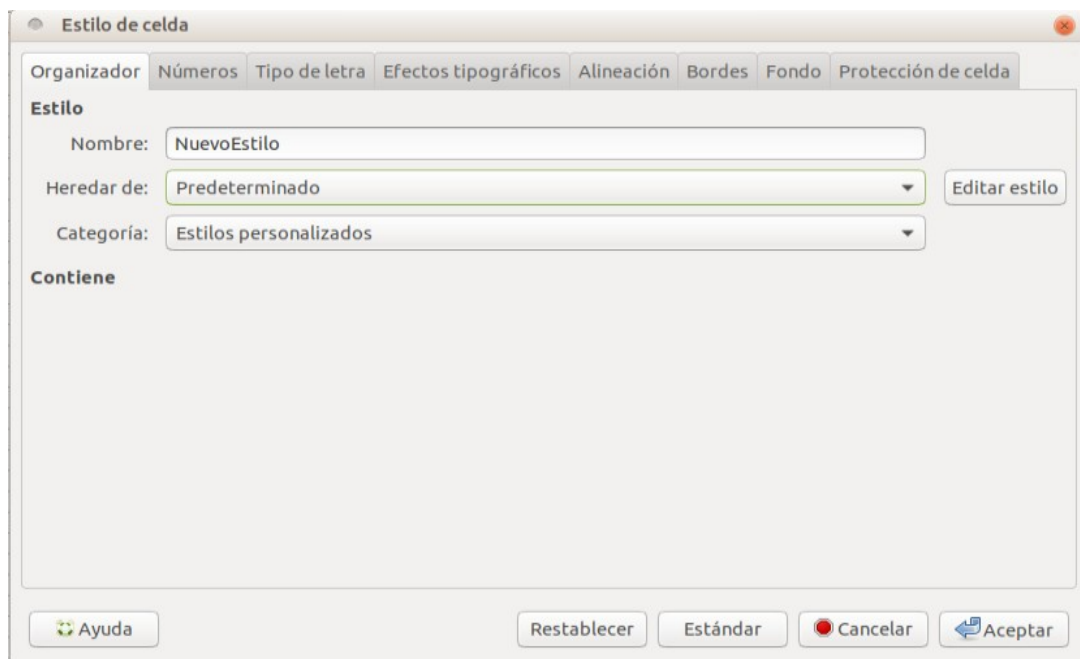 Estilo de celda
Organizador Números Tipo de letra Efectos tipográficos Alineación Bordes Fondo Protección de celda
Estilo
Nombre: NuevoEstilo
Heredar de: Predeterminado Editar estilo
Categoría: Estilos personalizados
Contiene
Ayuda Restablecer Estándar Cancelar Aceptar